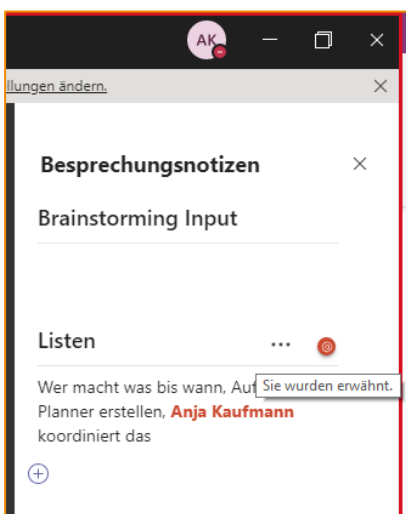 AK
llungen ändern.
Besprechungsnotizen
Brainstorming Input
Listen
@
Sie wurden erwähnt.
Wer macht was bis wann,
Planner erstellen, Anja Kaufmann
koordiniert das